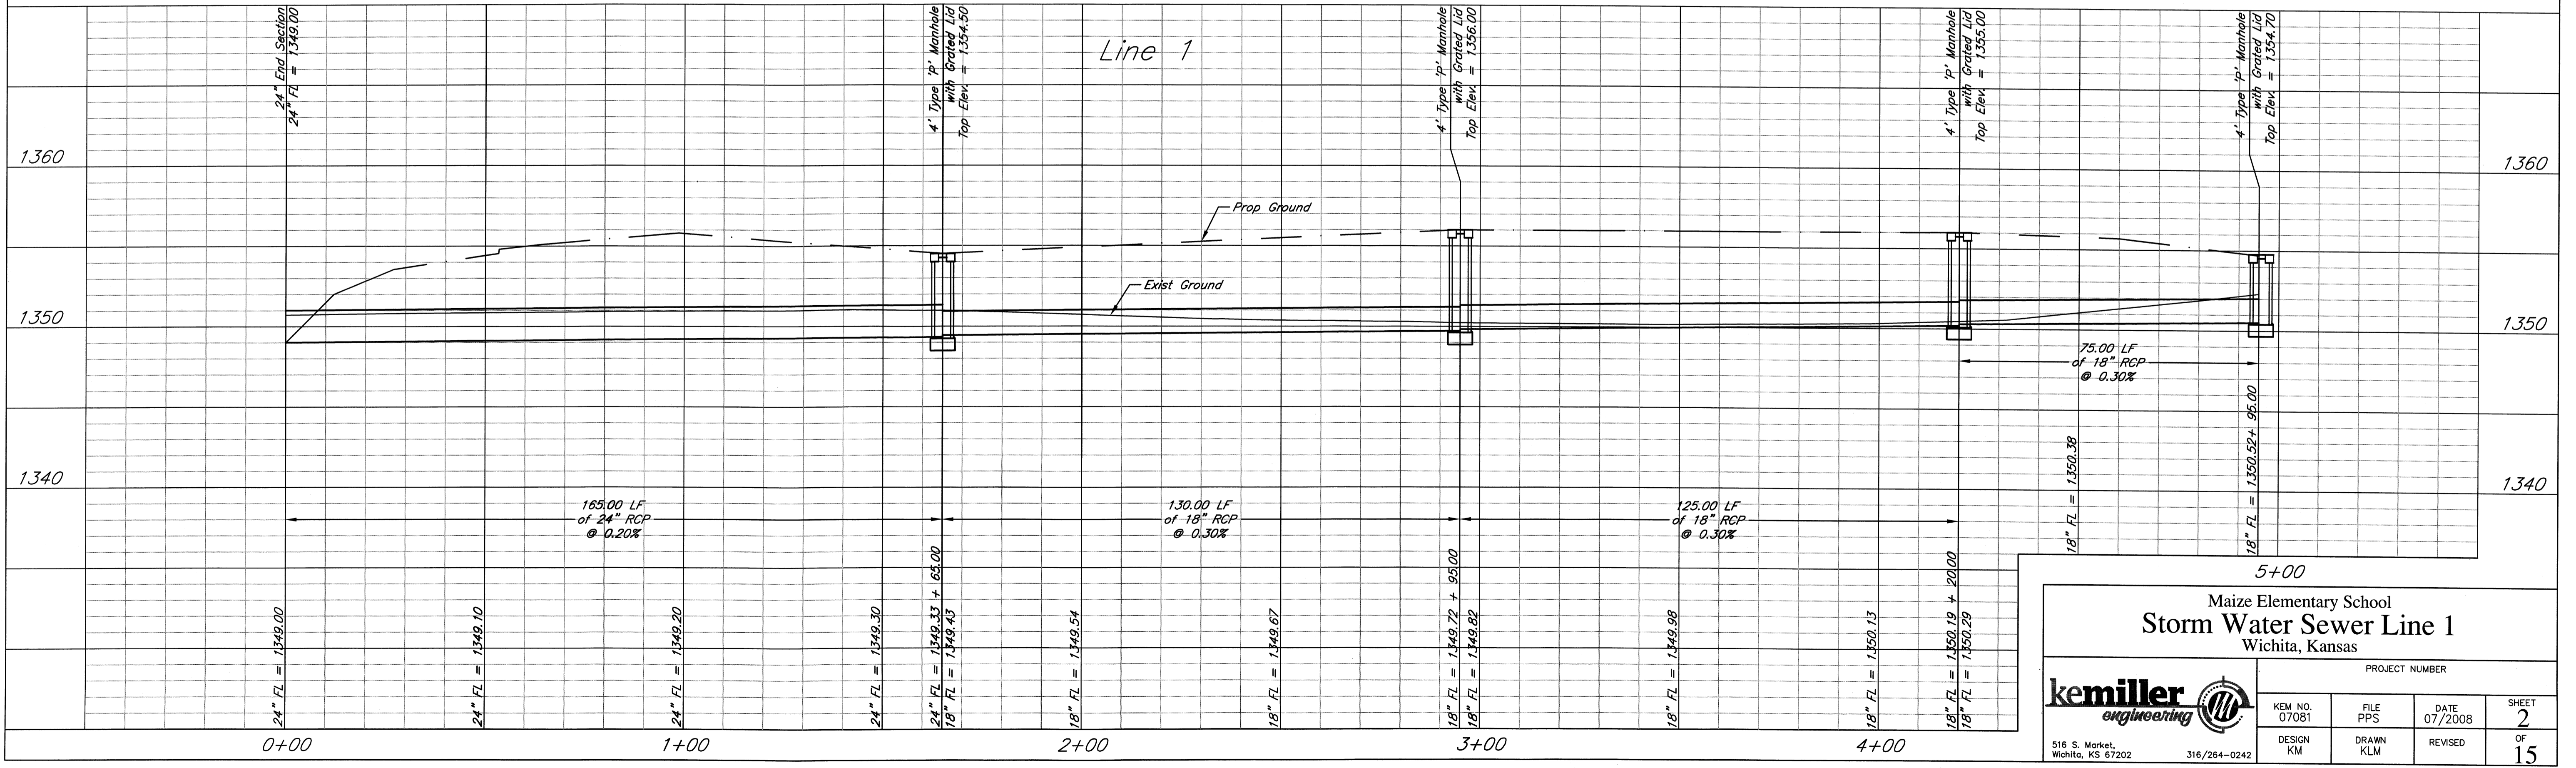 24" End Section
24" FL = 1349.00
4' Type 'P' Manhole
with Grated Lid
Top Elev. = 1354.50
Line 1
4' Type 'P' Manhole
with Grated Lid
Top Elev. = 1356.00
4' Type 'P' Manhole
with Grated Lid
Top Elev. = 1355.00
4' Type 'P' Manhole
with Grated Lid
Top Elev. = 1354.70
1360
1360
Prop Ground
Exist Ground
1350
1350
75.00 LF
of 18" RCP
@ 0.30%
1340
1340
165.00 LF
of 24" RCP
@ 0.20%
130.00 LF
of 18" RCP
@ 0.30%
125.00 LF
of 18" RCP
@ 0.30%
24" FL = 1349.00
24" FL = 1349.10
24" FL = 1349.20
24" FL = 1349.30
24" FL = 1349.33 + 65.00
18" FL = 1349.43
18" FL = 1349.54
18" FL = 1349.67
18" FL = 1349.72 + 95.00
18" FL = 1349.82
18" FL = 1349.98
18" FL = 1350.13
18" FL = 1350.19 + 20.00
18" FL = 1350.29
18" FL = 1350.38
18" FL = 1350.52+ 95.00
0+00
1+00
2+00
3+00
4+00
5+00
Maize Elementary School
Storm Water Sewer Line 1
Wichita, Kansas
PROJECT NUMBER
kemiller
engineering
516 S. Market,
Wichita, KS 67202 316/264-0242
KEM NO.
07081
FILE
PPS
DATE
07/2008
SHEET
2
DESIGN
KM
DRAWN
KLM
REVISED
OF
15